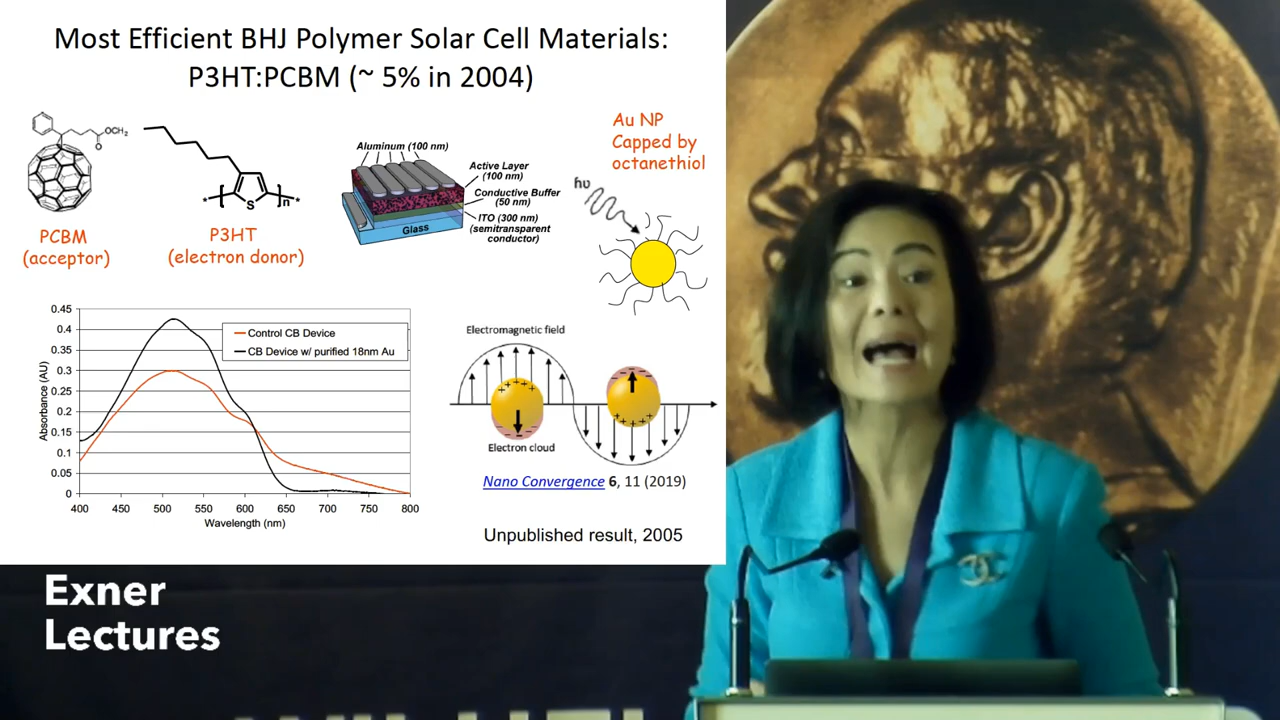 Most Efficient BHJ Polymer Solar Cell Materials:
P3HT:PCBM (~ 5% in 2004)
OCH₂
O
PCBM
(acceptor)
S
n
P3HT
(electron donor)
Aluminum (100 nm)
Active Layer
(100 nm)
Conductive Buffer
(50 nm)
ITO (300 nm)
(semitransparent
conductor)
Glass
Au NP
Capped by
octanethiol
hυ
Absorbance (AU)
0.45
0.4
0.35
0.3
0.25
0.2
0.15
0.1
0.05
0
400 450 500 550 600 650 700 750 800
Wavelength (nm)
Control CB Device
CB Device w/ purified 18nm Au
Electromagnetic field
Electron cloud
Nano Convergence 6, 11 (2019)
Unpublished result, 2005
Exner
Lectures